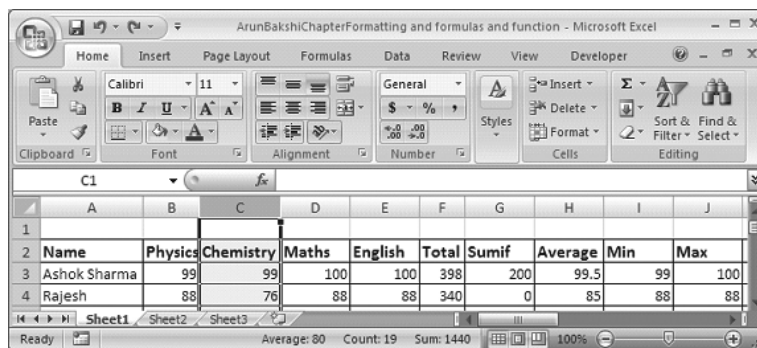 ArunBakshiChapterFormatting and formulas and function - Microsoft Excel
Home Insert Page Layout Formulas Data Review View Developer
Paste
Calibri 11
B I U A A
A
General
$ % ,
.0 .00 .00 .0
Styles
Insert
Delete
Format
Σ
Sort & Filter
Find & Select
Clipboard Font Alignment Number Cells Editing
C1 fx
A B C D E F G H I J
1
2 Name Physics Chemistry Maths English Total Sumif Average Min Max
3 Ashok Sharma 99 99 100 100 398 200 99.5 99 100
4 Rajesh 88 76 88 88 340 0 85 88 88
Sheet1 Sheet2 Sheet3
Ready Average: 80 Count: 19 Sum: 1440 100%